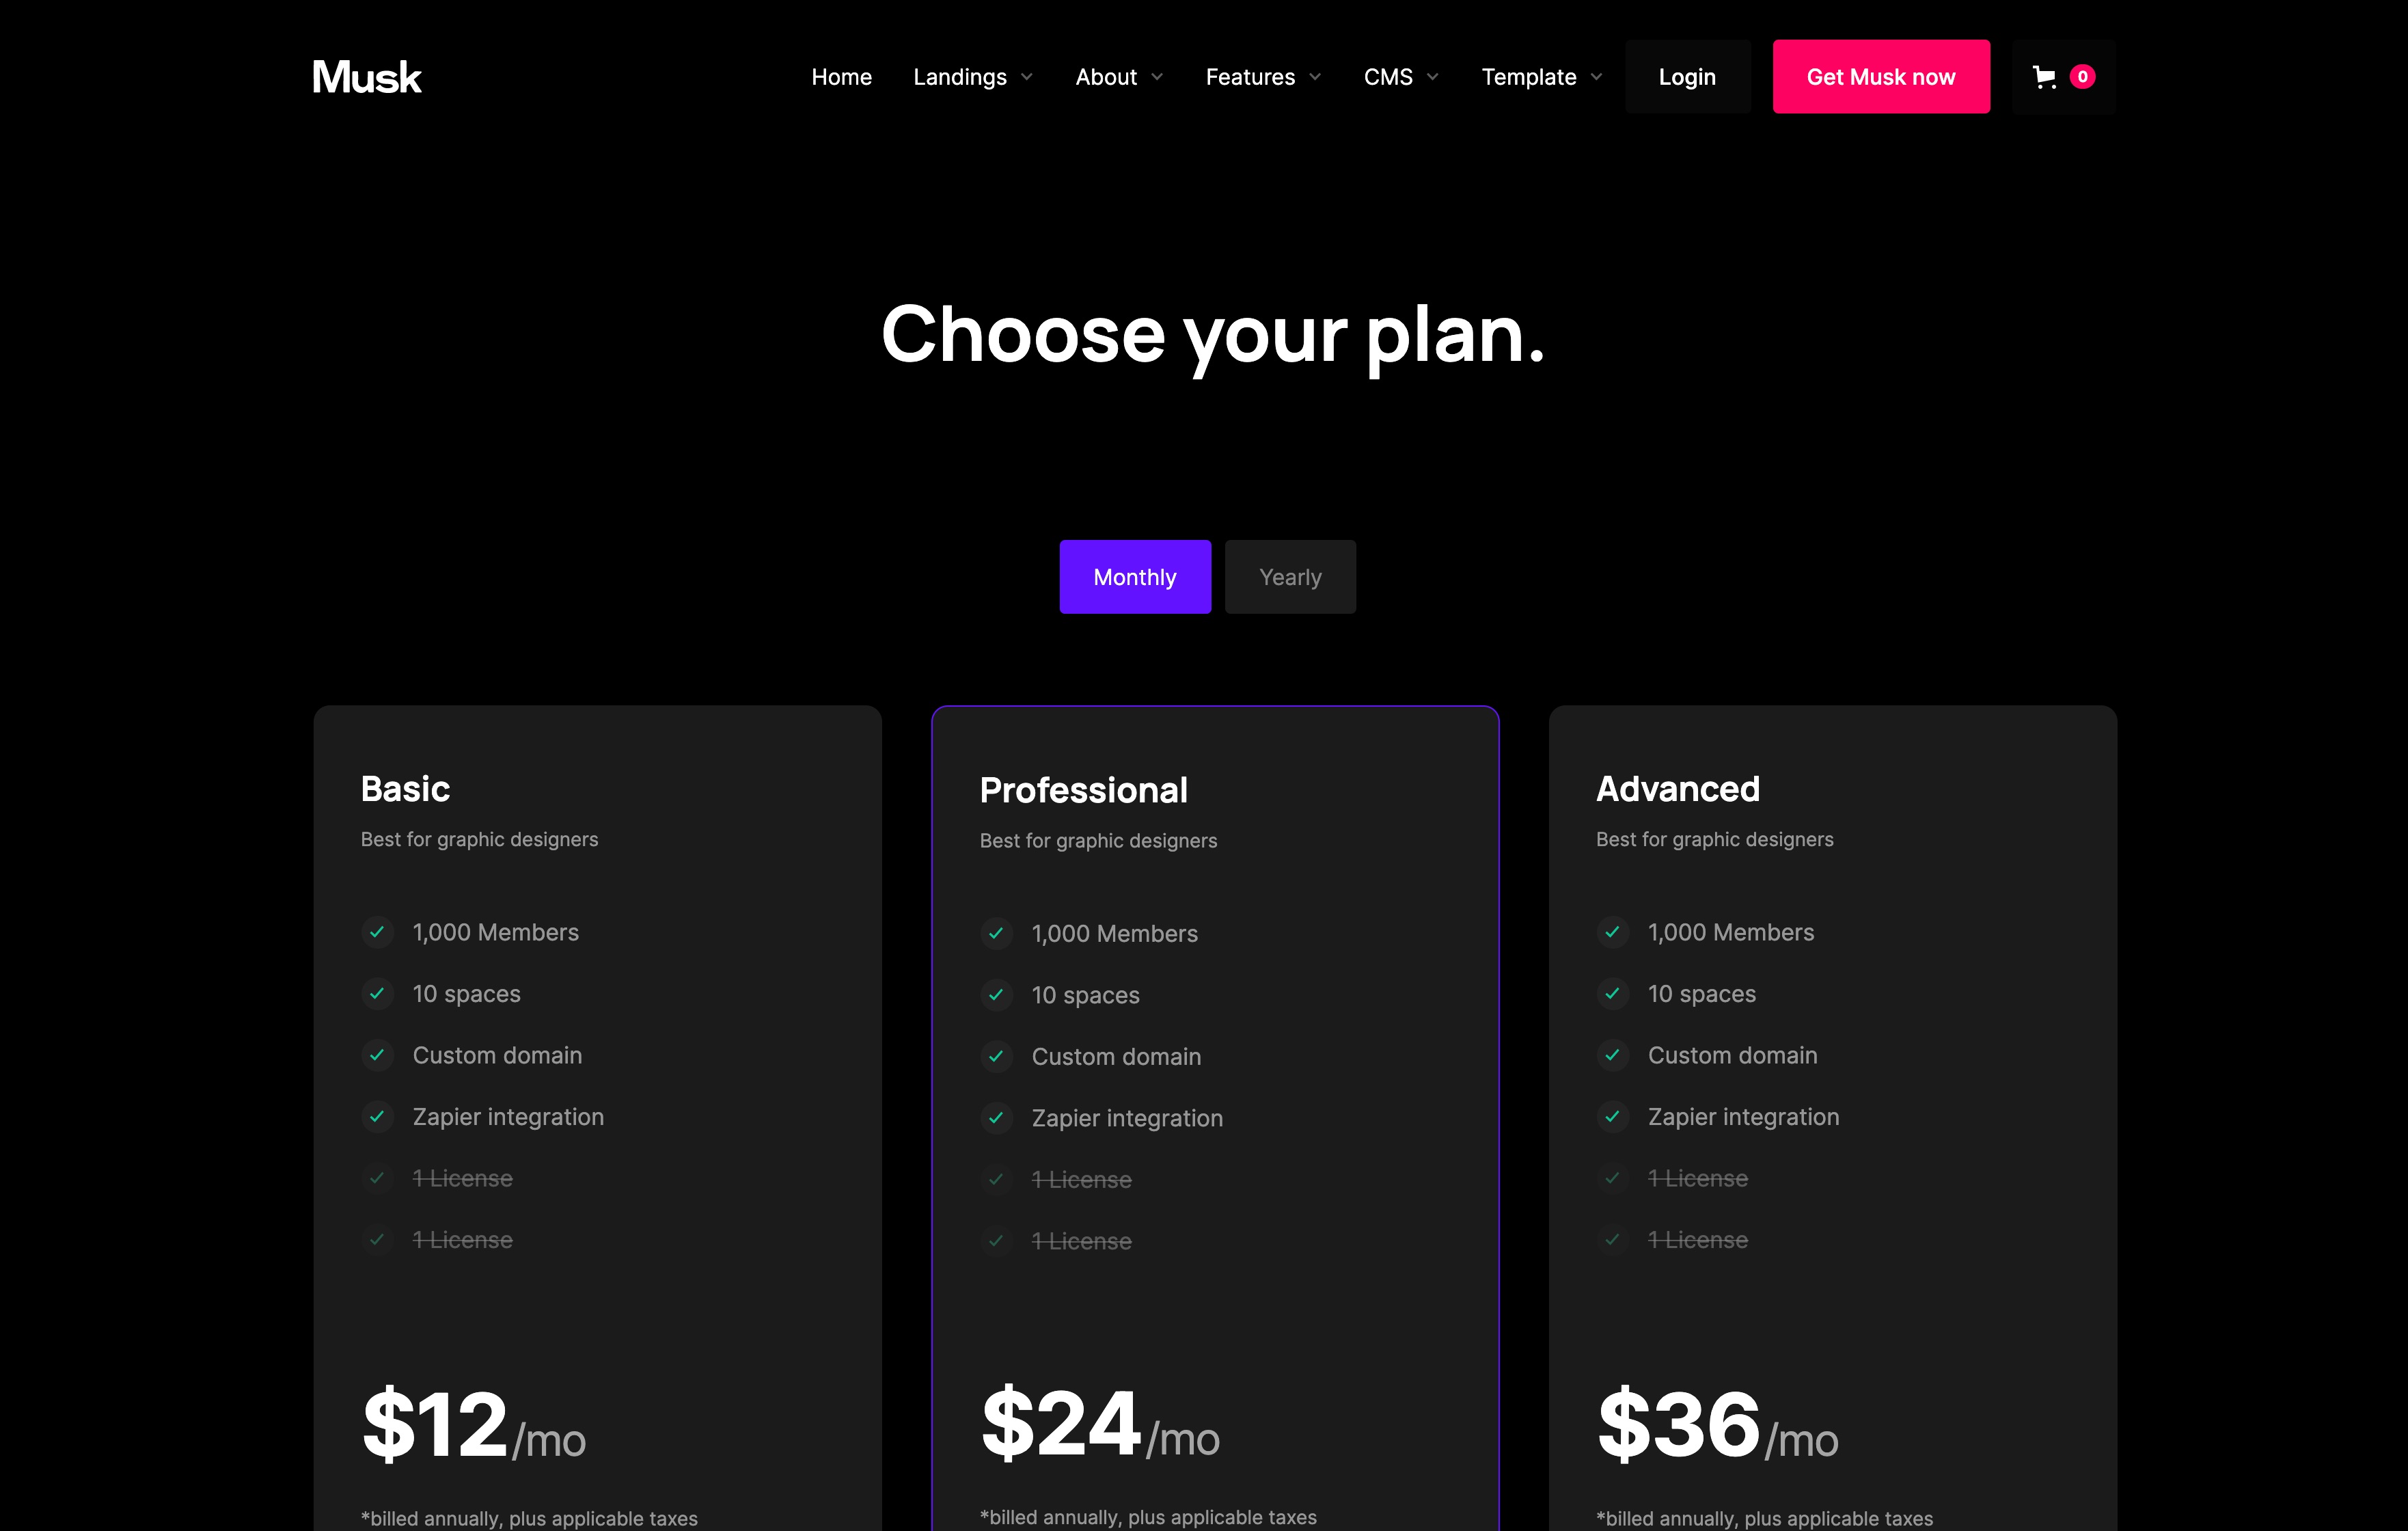 Musk
Home Landings About Features CMS Template Login Get Musk now 0
Choose your plan.
Monthly Yearly
Basic
Best for graphic designers
1,000 Members
10 spaces
Custom domain
Zapier integration
1 License
1 License
$12/mo
*billed annually, plus applicable taxes
Professional
Best for graphic designers
1,000 Members
10 spaces
Custom domain
Zapier integration
1 License
1 License
$24/mo
*billed annually, plus applicable taxes
Advanced
Best for graphic designers
1,000 Members
10 spaces
Custom domain
Zapier integration
1 License
1 License
$36/mo
*billed annually, plus applicable taxes